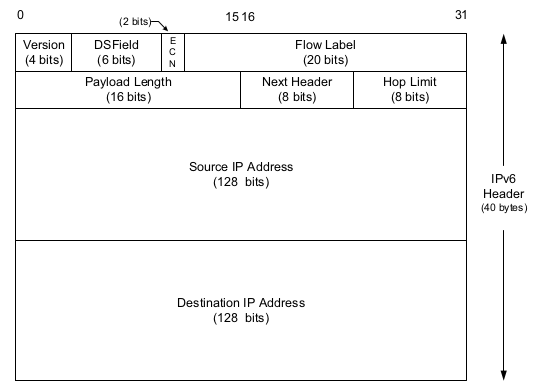 0 15 16 31
(2 bits)
Version DSField E C N Flow Label
(4 bits) (6 bits) (20 bits)
Payload Length Next Header Hop Limit
(16 bits) (8 bits) (8 bits)
Source IP Address
(128 bits)
IPv6
Header
(40 bytes)
Destination IP Address
(128 bits)